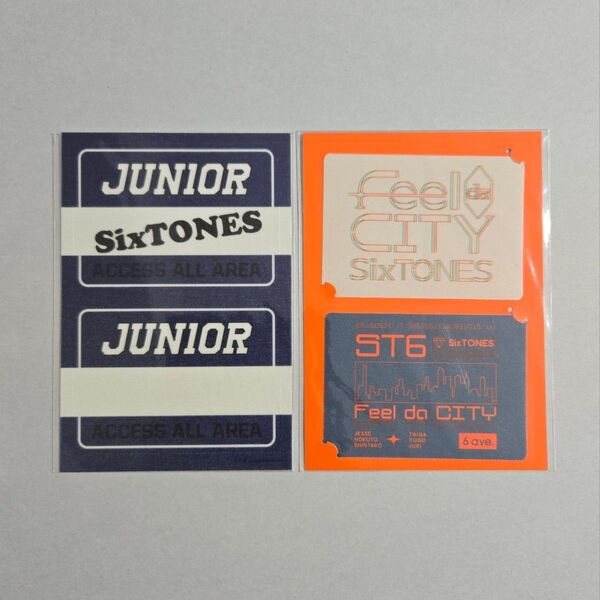 JUNIOR
SixTONES
ACCESS ALL AREA
JUNIOR
ACCESS ALL AREA
Feel da
CITY
SixTONES
ST6 SixTONES
Feel da CITY
JESSE TAIGA
HOKUTO YUGO
SHINTARO JURI
6 ave.